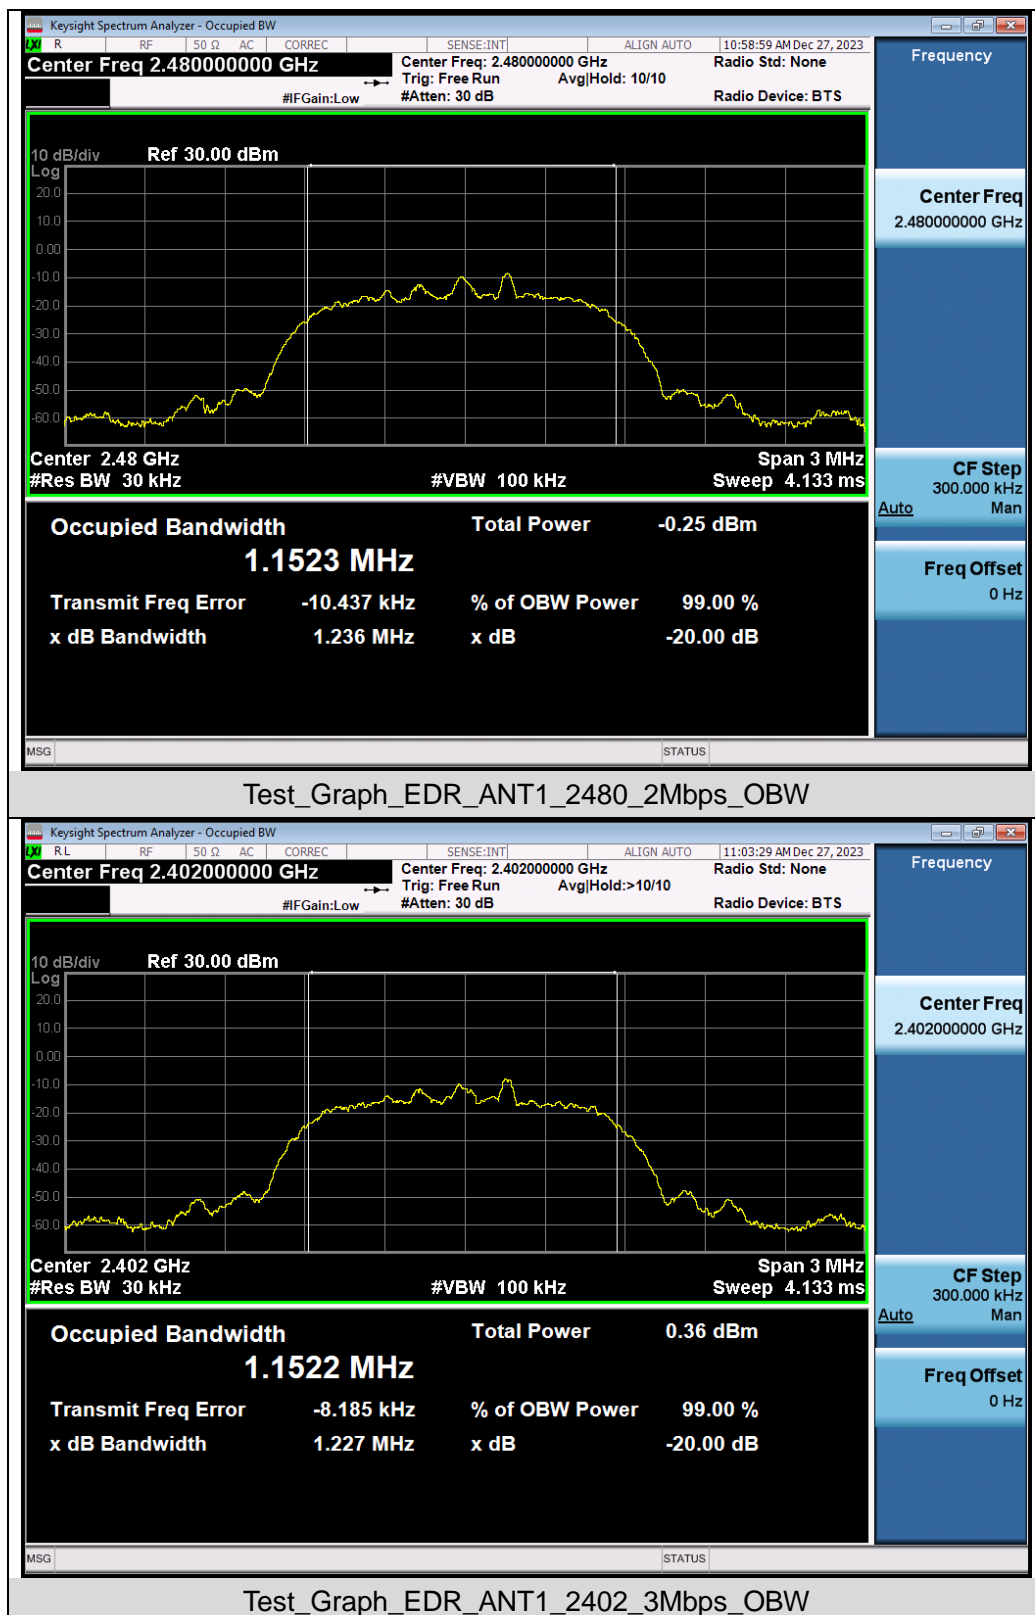 Keysight Spectrum Analyzer - Occupied BW
LXI R RF 50 Ω AC CORREC SENSE:INT ALIGN AUTO 10:58:59 AM Dec 27, 2023
Center Freq 2.480000000 GHz Center Freq: 2.480000000 GHz Radio Std: None
Trig: Free Run Avg|Hold: 10/10
#IFGain:Low #Atten: 30 dB Radio Device: BTS
Frequency
10 dB/div Ref 30.00 dBm
Log
20.0
10.0
0.00
-10.0
-20.0
-30.0
-40.0
-50.0
-60.0
Center 2.48 GHz Span 3 MHz
#Res BW 30 kHz #VBW 100 kHz Sweep 4.133 ms
Center Freq
2.480000000 GHz
CF Step
300.000 kHz
Auto Man
Freq Offset
0 Hz
Occupied Bandwidth Total Power -0.25 dBm
1.1523 MHz
Transmit Freq Error -10.437 kHz % of OBW Power 99.00 %
x dB Bandwidth 1.236 MHz x dB -20.00 dB
MSG STATUS
Test_Graph_EDR_ANT1_2480_2Mbps_OBW
Keysight Spectrum Analyzer - Occupied BW
LXI RL RF 50 Ω AC CORREC SENSE:INT ALIGN AUTO 11:03:29 AM Dec 27, 2023
Center Freq 2.402000000 GHz Center Freq: 2.402000000 GHz Radio Std: None
Trig: Free Run Avg|Hold:>10/10
#IFGain:Low #Atten: 30 dB Radio Device: BTS
Frequency
10 dB/div Ref 30.00 dBm
Log
20.0
10.0
0.00
-10.0
-20.0
-30.0
-40.0
-50.0
-60.0
Center 2.402 GHz Span 3 MHz
#Res BW 30 kHz #VBW 100 kHz Sweep 4.133 ms
Center Freq
2.402000000 GHz
CF Step
300.000 kHz
Auto Man
Freq Offset
0 Hz
Occupied Bandwidth Total Power 0.36 dBm
1.1522 MHz
Transmit Freq Error -8.185 kHz % of OBW Power 99.00 %
x dB Bandwidth 1.227 MHz x dB -20.00 dB
MSG STATUS
Test_Graph_EDR_ANT1_2402_3Mbps_OBW